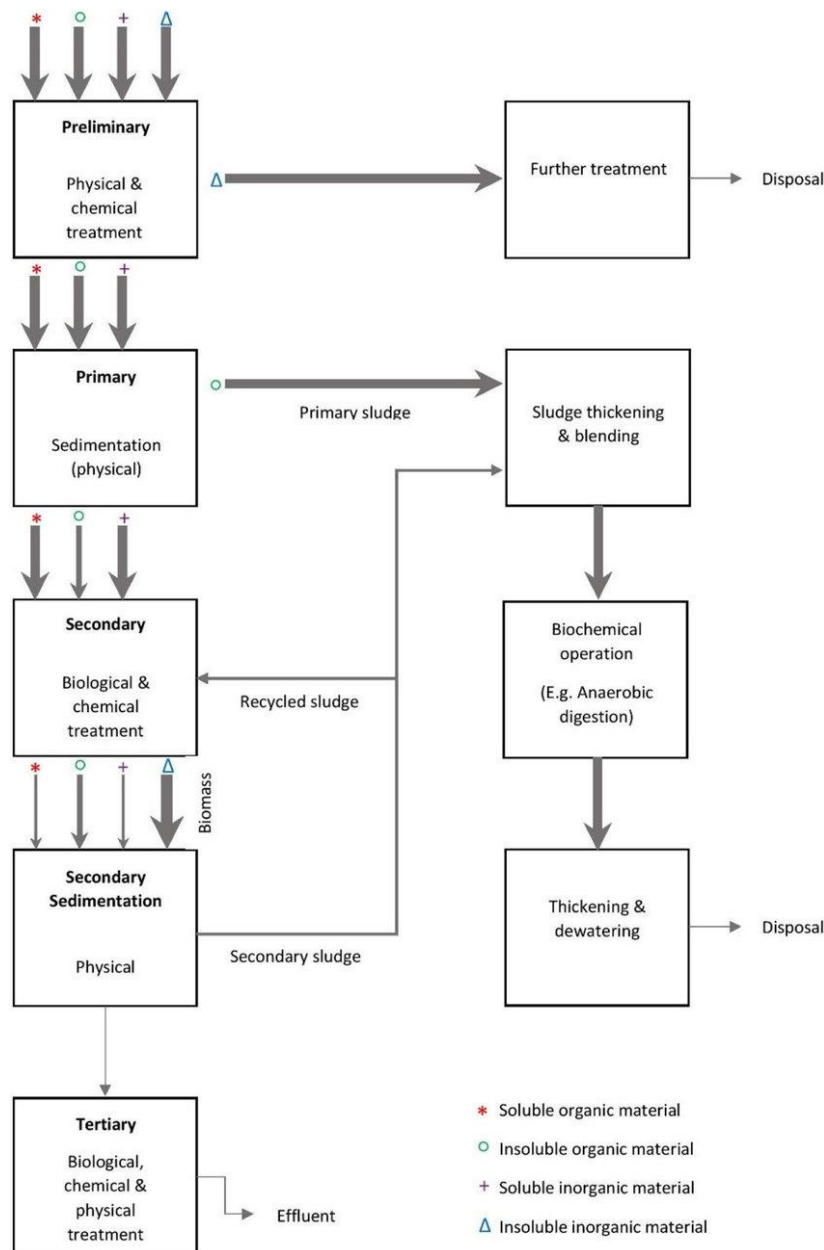 * o + Δ
Preliminary
Physical &
chemical
treatment
Δ
Further treatment
Disposal
* o +
Primary
Sedimentation
(physical)
o
Primary sludge
Sludge thickening
& blending
* o +
Secondary
Biological &
chemical
treatment
Recycled sludge
Biochemical
operation
(E.g. Anaerobic
digestion)
* o + Δ
Biomass
Secondary
Sedimentation
Physical
Secondary sludge
Thickening &
dewatering
Disposal
Tertiary
Biological,
chemical &
physical
treatment
Effluent
* Soluble organic material
o Insoluble organic material
+ Soluble inorganic material
Δ Insoluble inorganic material